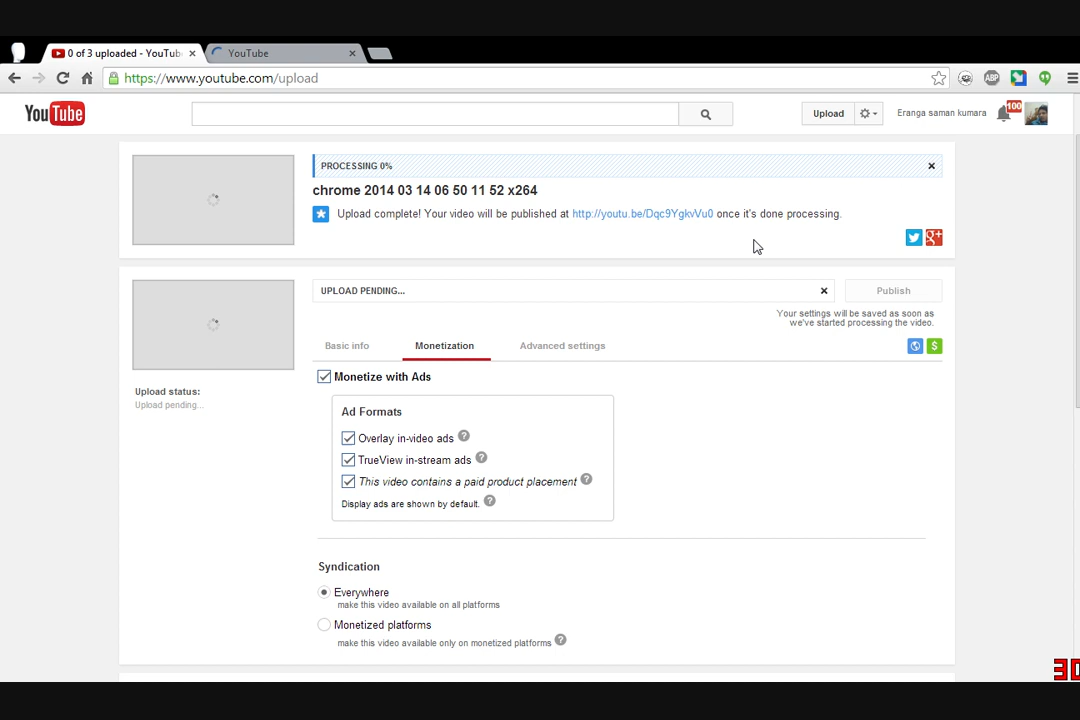 0 of 3 uploaded - YouTub
YouTube
https://www.youtube.com/upload
ABP
YouTube
Upload
Eranga saman kumara
100
PROCESSING 0%
chrome 2014 03 14 06 50 11 52 x264
Upload complete! Your video will be published at http://youtu.be/Dqc9YgkvVu0 once it's done processing.
g+
UPLOAD PENDING...
Publish
Your settings will be saved as soon as
we've started processing the video.
Basic info
Monetization
Advanced settings
$
Upload status:
Upload pending...
Monetize with Ads
Ad Formats
Overlay in-video ads ?
TrueView in-stream ads ?
This video contains a paid product placement ?
Display ads are shown by default. ?
Syndication
Everywhere
make this video available on all platforms
Monetized platforms
make this video available only on monetized platforms ?
30